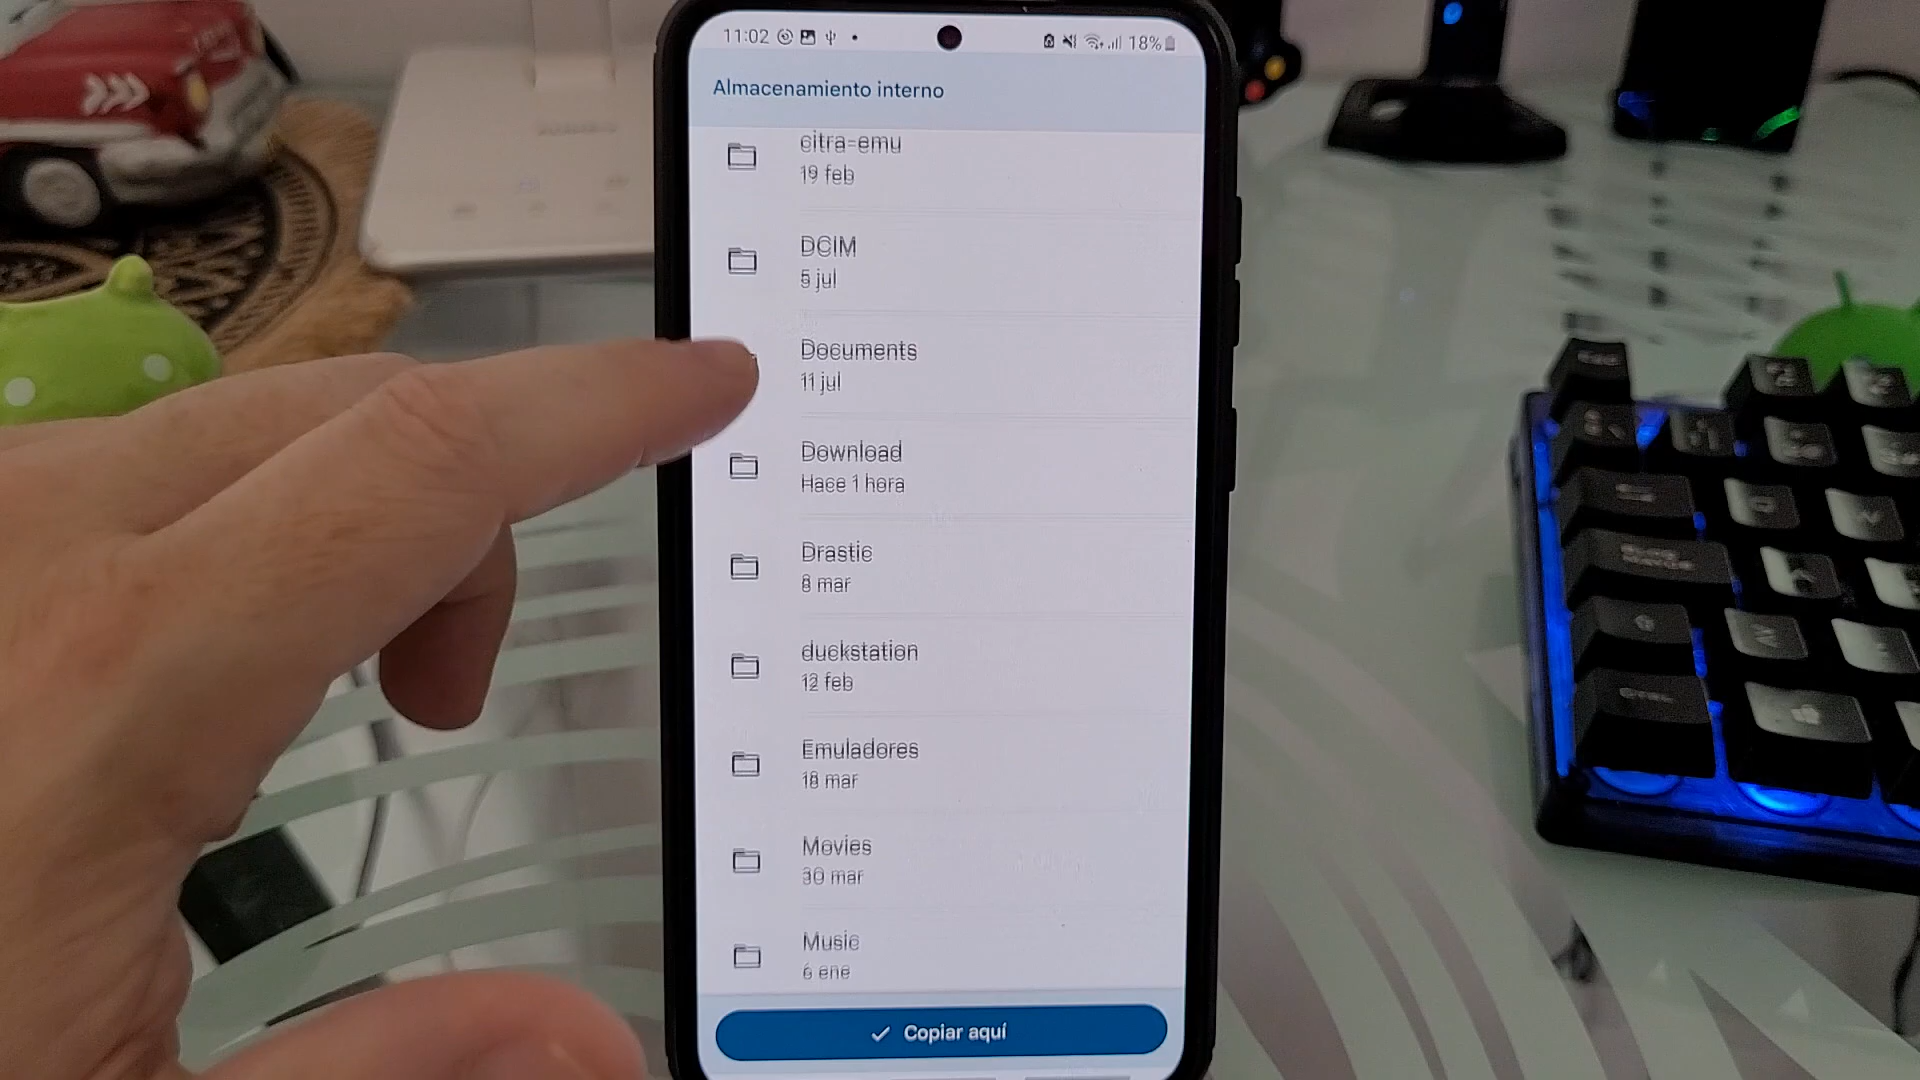 11:02
18%
Almacenamiento interno
citra-emu
19 feb
DCIM
5 jul
Documents
11 jul
Download
Hace 1 hora
Drastic
8 mar
duckstation
12 feb
Emuladores
18 mar
Movies
30 mar
Music
6 ene
Copiar aquí